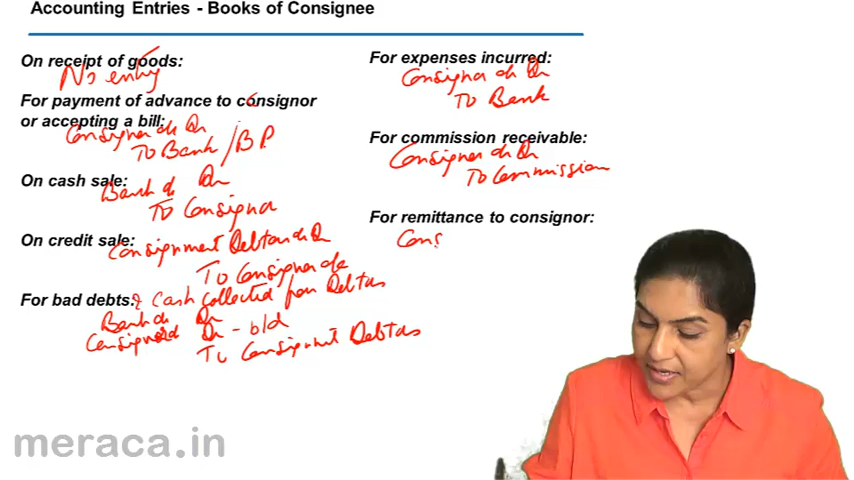 Accounting Entries - Books of Consignee
On receipt of goods:
No entry
For payment of advance to consignor
or accepting a bill:
Consignor a/c Dr
To Bank / BP
On cash sale:
Bank a/c Dr
To Consignor
On credit sale:
Consignment Debtors a/c Dr
To Consignor a/c
For bad debts: & Cash collected from Debtors
Bank a/c Dr
Consignor a/c Dr - b/d
To Consignment Debtors
For expenses incurred:
Consignor a/c Dr
To Bank
For commission receivable:
Consignor a/c Dr
To Commission
For remittance to consignor:
Cons
meraca.in